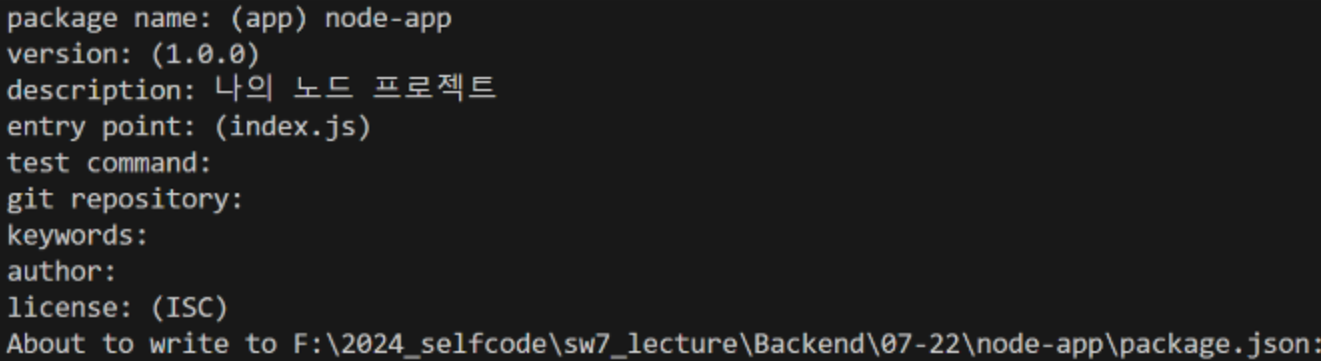 package name: (app) node-app
version: (1.0.0)
description: 나의 노드 프로젝트
entry point: (index.js)
test command:
git repository:
keywords:
author:
license: (ISC)
About to write to F:\2024_selfcode\sw7_lecture\Backend\07-22\node-app\package.json: